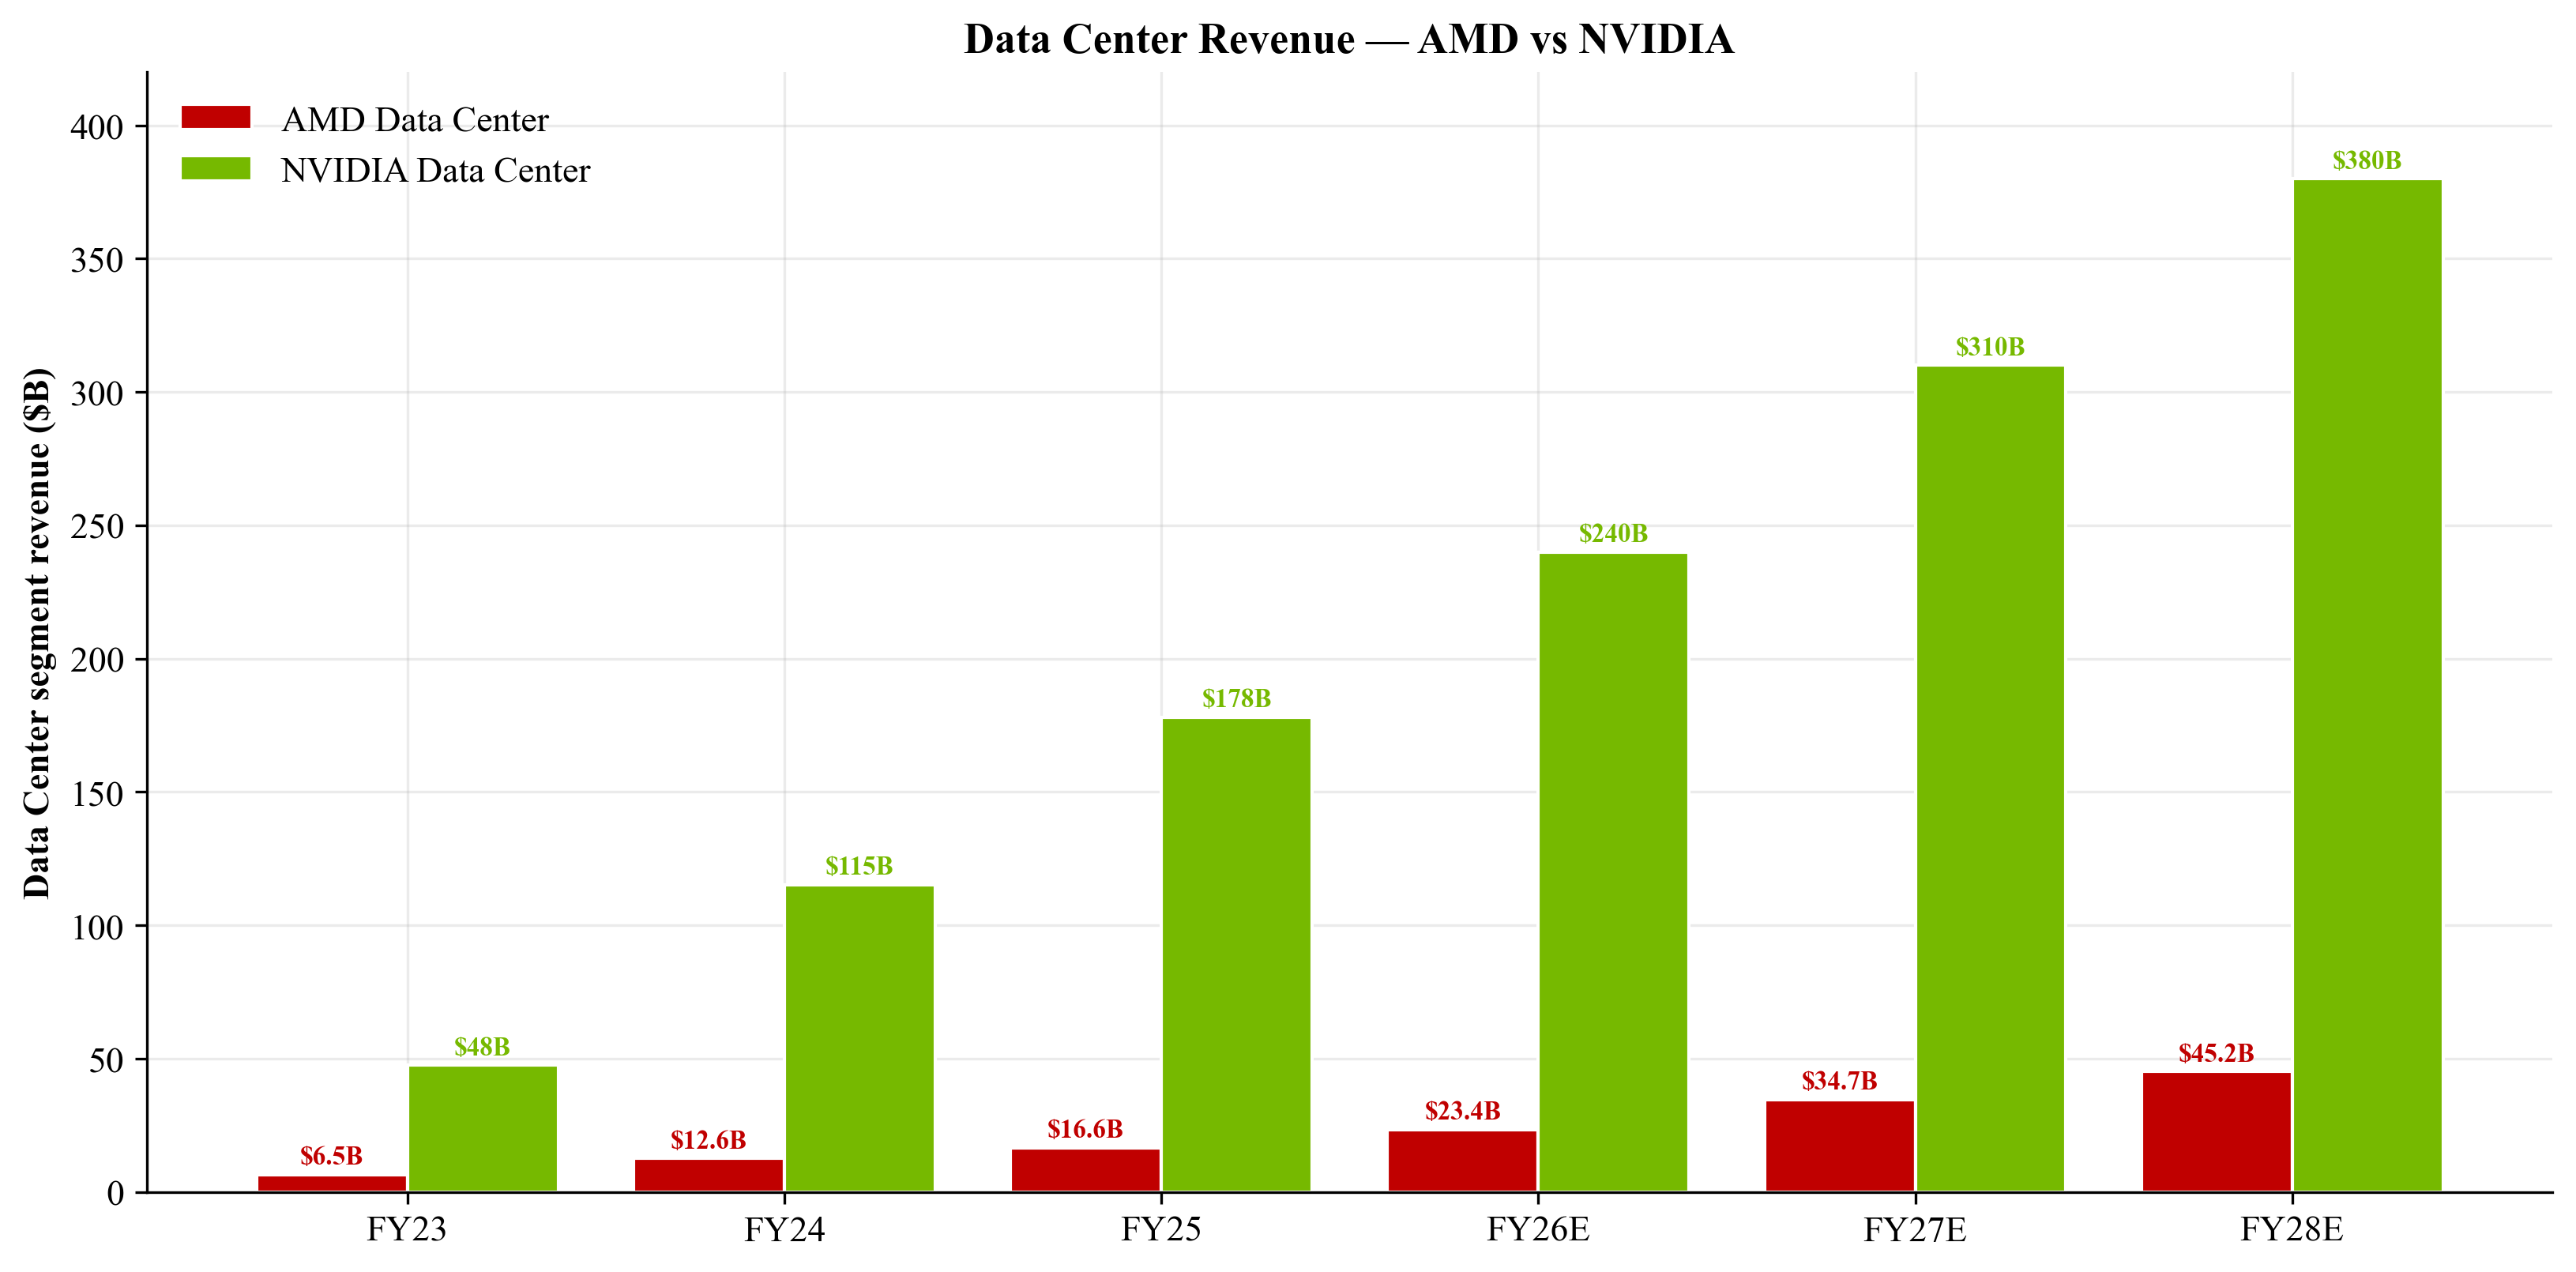 Data Center Revenue — AMD vs NVIDIA
AMD Data Center
NVIDIA Data Center
Data Center segment revenue ($B)
400
350
300
250
200
150
100
50
0
$6.5B
$48B
$12.6B
$115B
$16.6B
$178B
$23.4B
$240B
$34.7B
$310B
$45.2B
$380B
FY23
FY24
FY25
FY26E
FY27E
FY28E